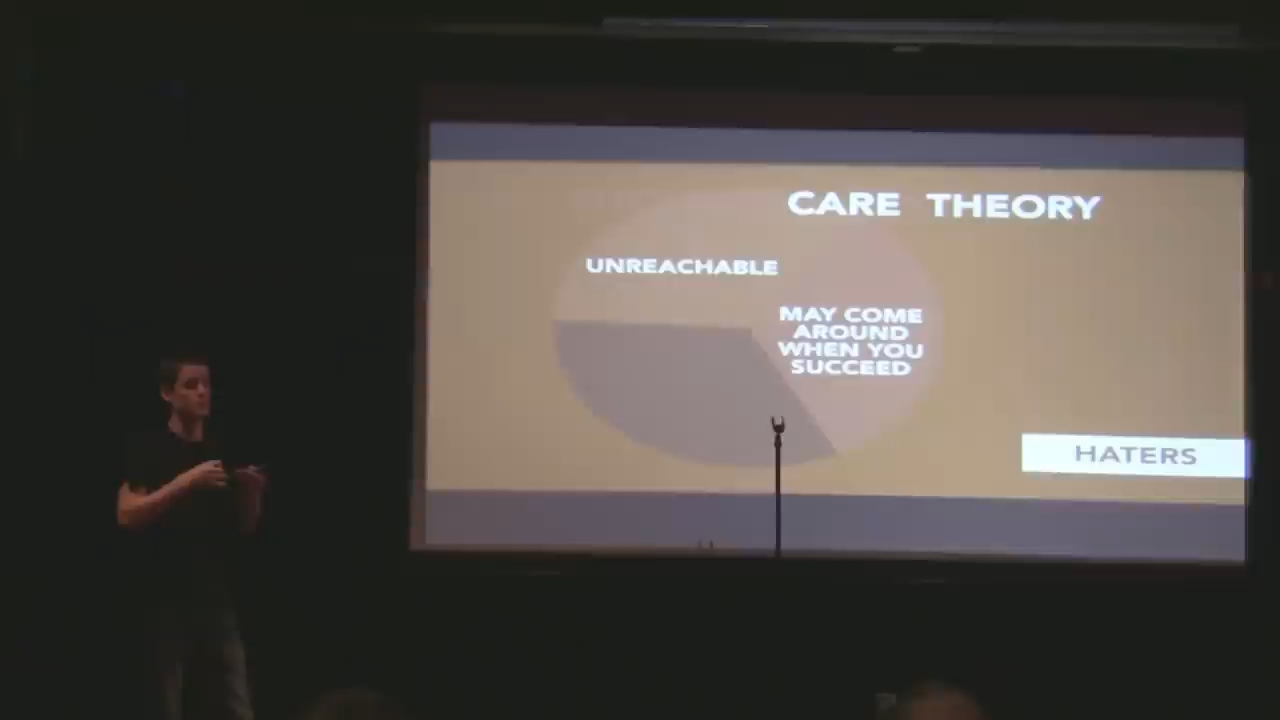 CARE THEORY
UNREACHABLE
MAY COME
AROUND
WHEN YOU
SUCCEED
HATERS